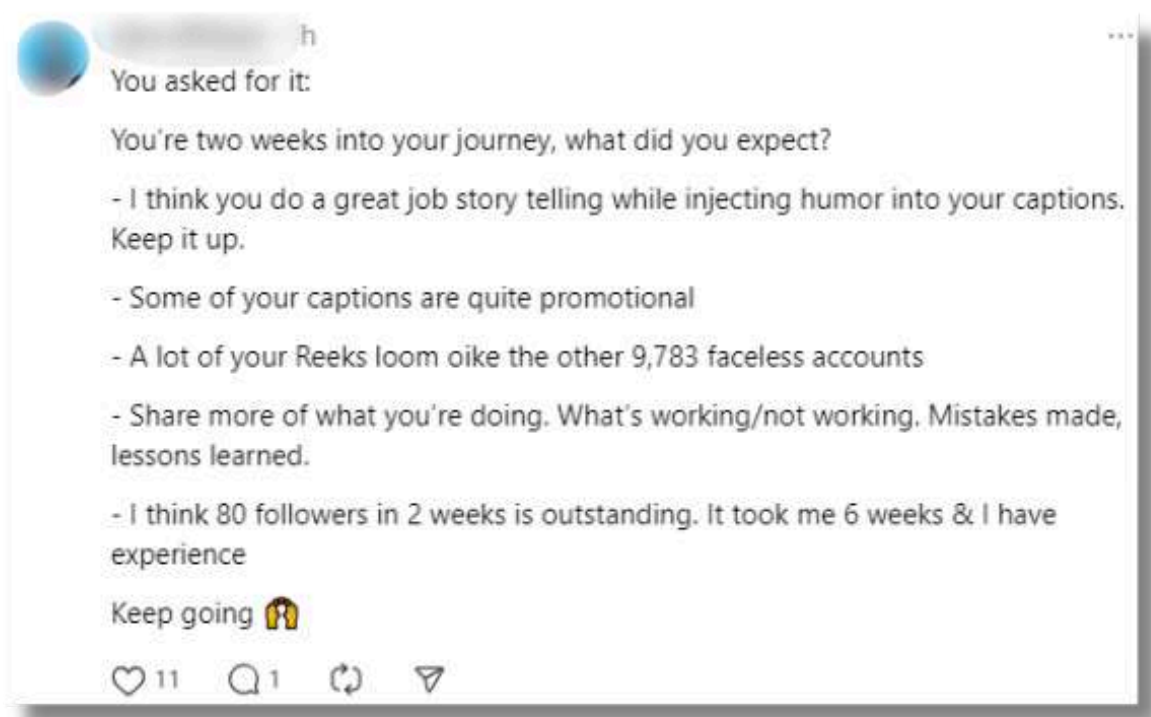 h
You asked for it:
You're two weeks into your journey, what did you expect?
- I think you do a great job story telling while injecting humor into your captions.
Keep it up.
- Some of your captions are quite promotional
- A lot of your Reeks loom oike the other 9,783 faceless accounts
- Share more of what you're doing. What's working/not working. Mistakes made,
lessons learned.
- I think 80 followers in 2 weeks is outstanding. It took me 6 weeks & I have
experience
Keep going 🙌
11 1